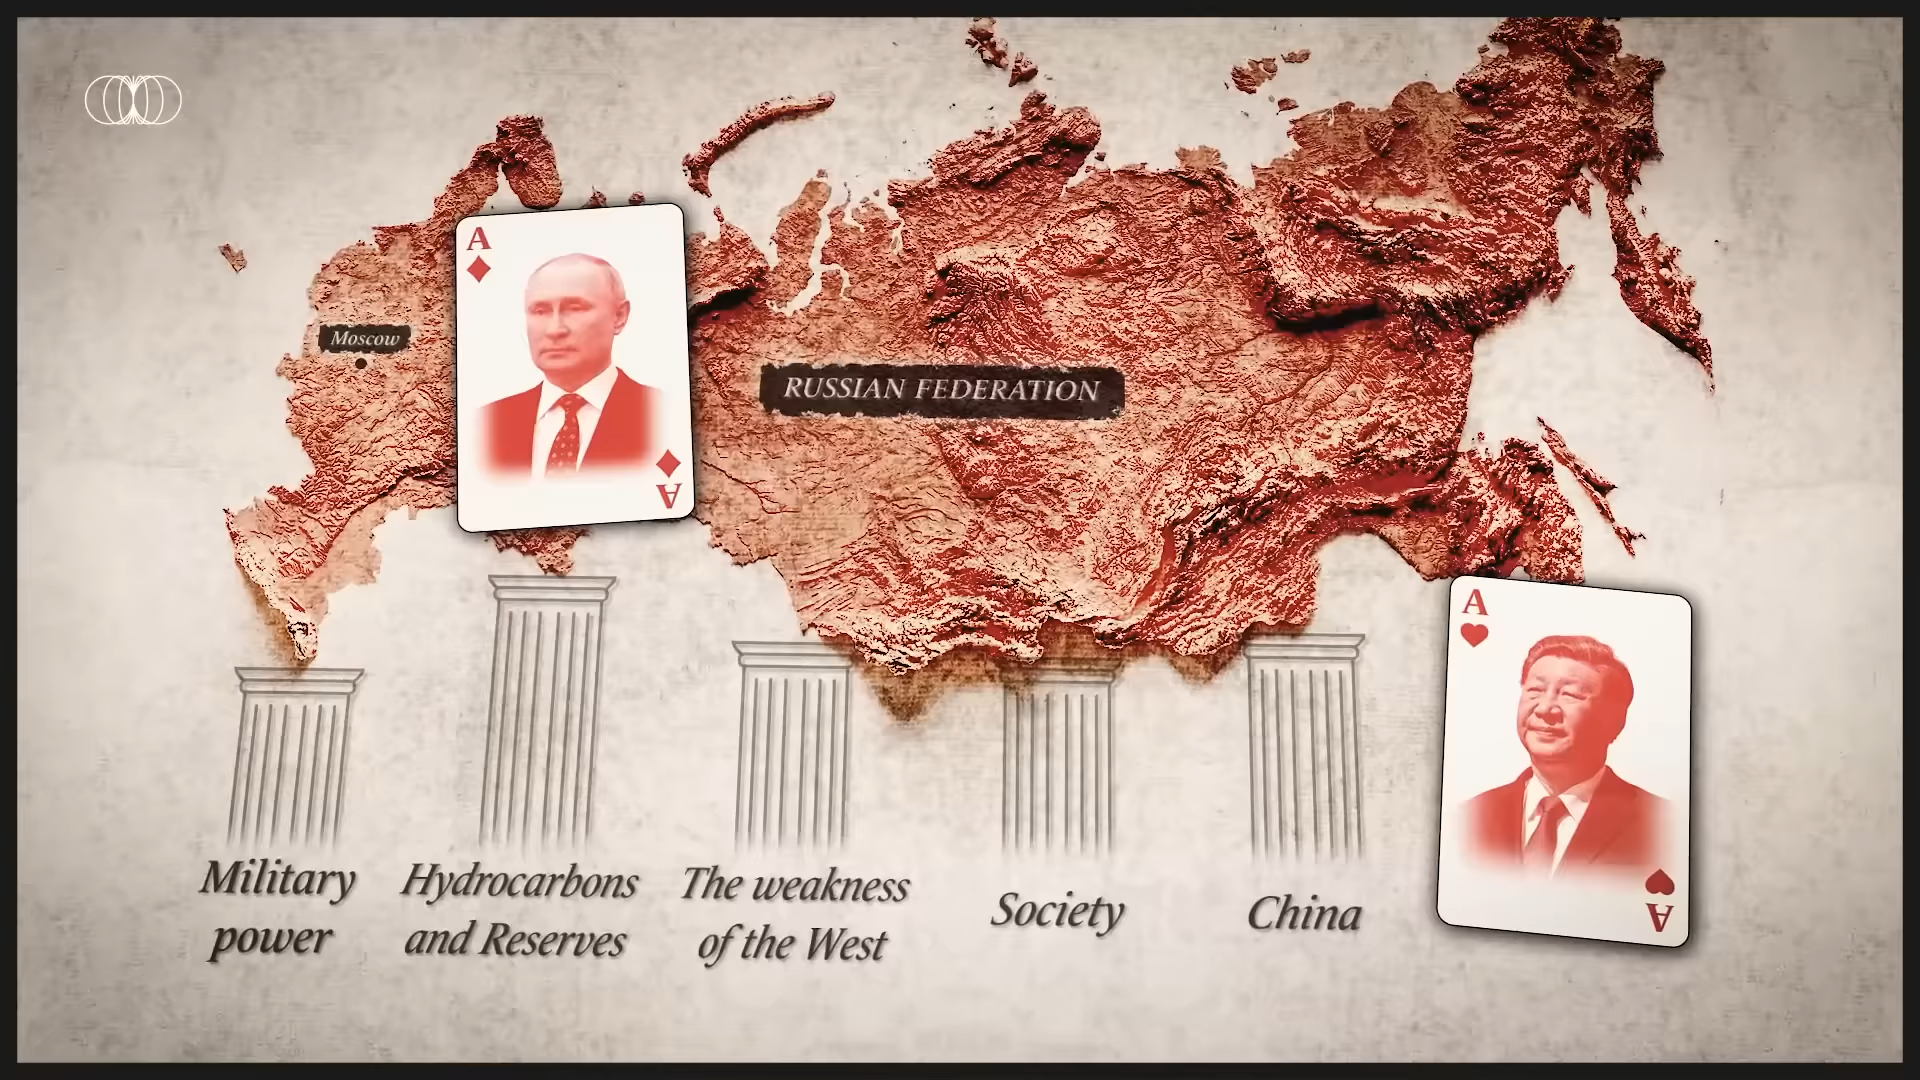 A
Moscow
RUSSIAN FEDERATION
A
A
A
Military
power
Hydrocarbons
and Reserves
The weakness
of the West
Society
China